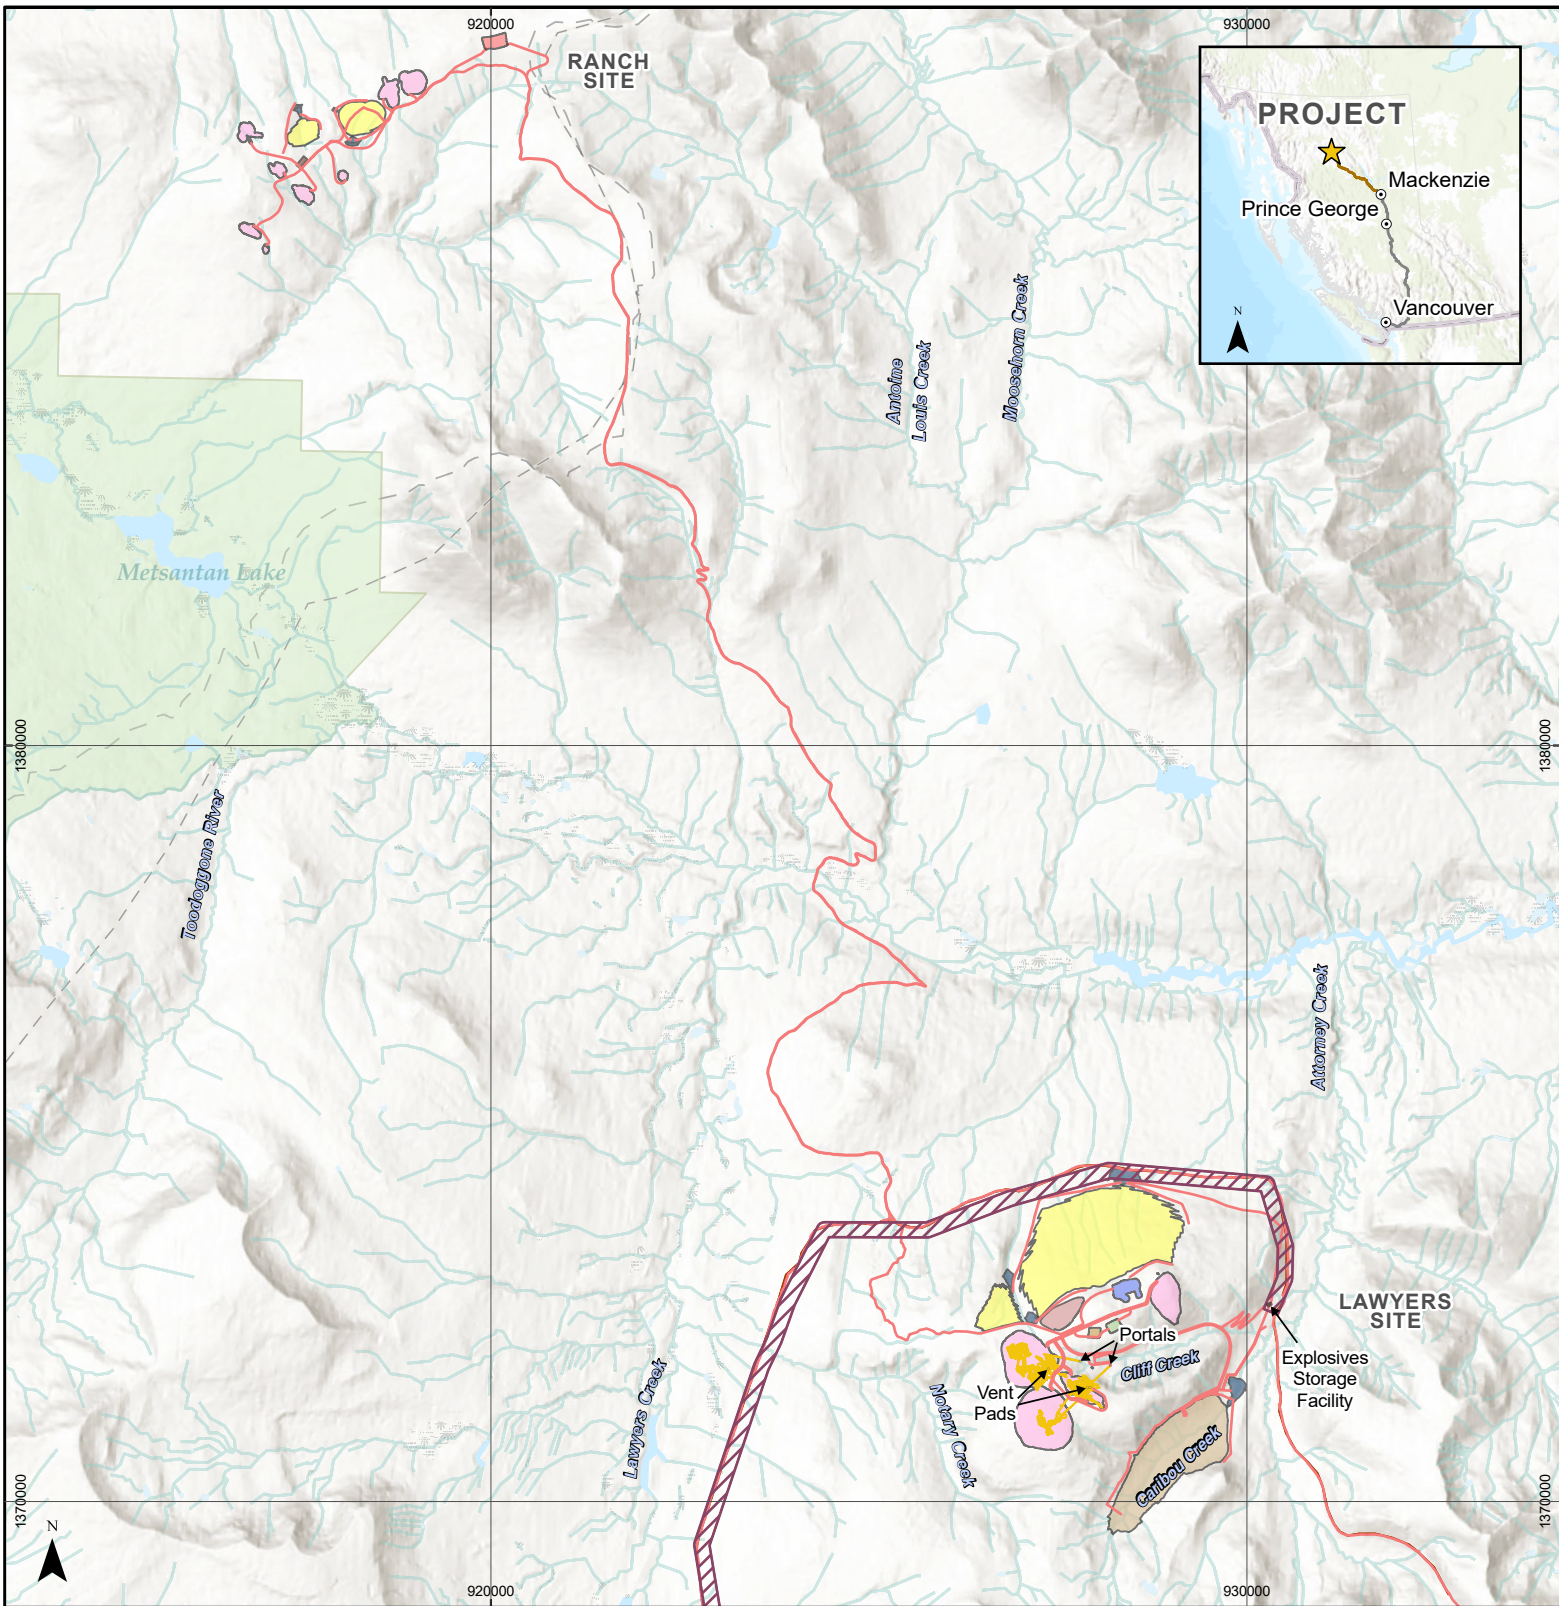 920000
930000
RANCH
SITE
PROJECT
Mackenzie
Prince George
Vancouver
N
Antoine
Louis Creek
Moosehorn Creek
Metsantan Lake
1380000
1380000
Toodoggone River
Attorney Creek
LAWYERS
SITE
Portals
Cliff Creek
Explosives
Storage
Facility
Vent
Pads
Notary Creek
Lawyers Creek
Caribou Creek
1370000
1370000
N
920000
930000